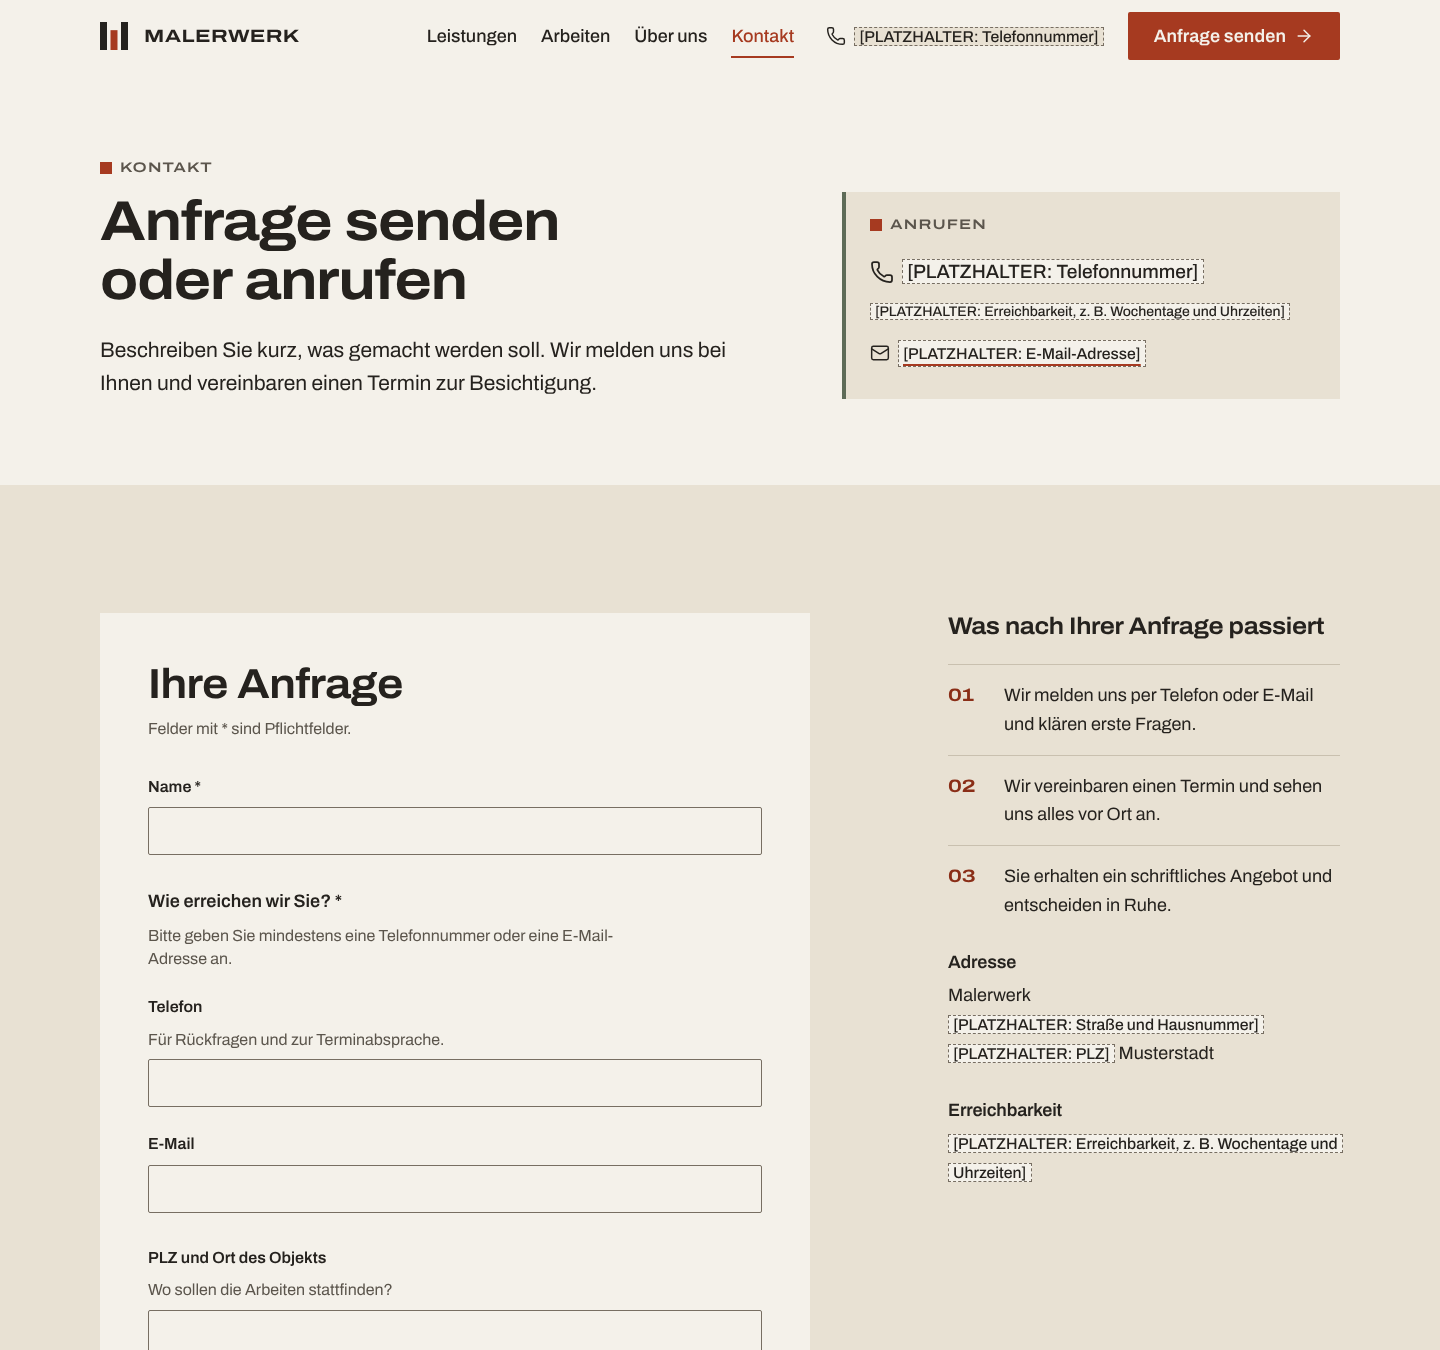 MALERWERK
Leistungen Arbeiten Über uns Kontakt [PLATZHALTER: Telefonnummer] Anfrage senden
KONTAKT
Anfrage senden
oder anrufen
Beschreiben Sie kurz, was gemacht werden soll. Wir melden uns bei
Ihnen und vereinbaren einen Termin zur Besichtigung.
ANRUFEN
[PLATZHALTER: Telefonnummer]
[PLATZHALTER: Erreichbarkeit, z. B. Wochentage und Uhrzeiten]
[PLATZHALTER: E-Mail-Adresse]
Ihre Anfrage
Felder mit * sind Pflichtfelder.
Name *
Wie erreichen wir Sie? *
Bitte geben Sie mindestens eine Telefonnummer oder eine E-Mail-
Adresse an.
Telefon
Für Rückfragen und zur Terminabsprache.
E-Mail
PLZ und Ort des Objekts
Wo sollen die Arbeiten stattfinden?
Was nach Ihrer Anfrage passiert
01 Wir melden uns per Telefon oder E-Mail
und klären erste Fragen.
02 Wir vereinbaren einen Termin und sehen
uns alles vor Ort an.
03 Sie erhalten ein schriftliches Angebot und
entscheiden in Ruhe.
Adresse
Malerwerk
[PLATZHALTER: Straße und Hausnummer]
[PLATZHALTER: PLZ] Musterstadt
Erreichbarkeit
[PLATZHALTER: Erreichbarkeit, z. B. Wochentage und
Uhrzeiten]